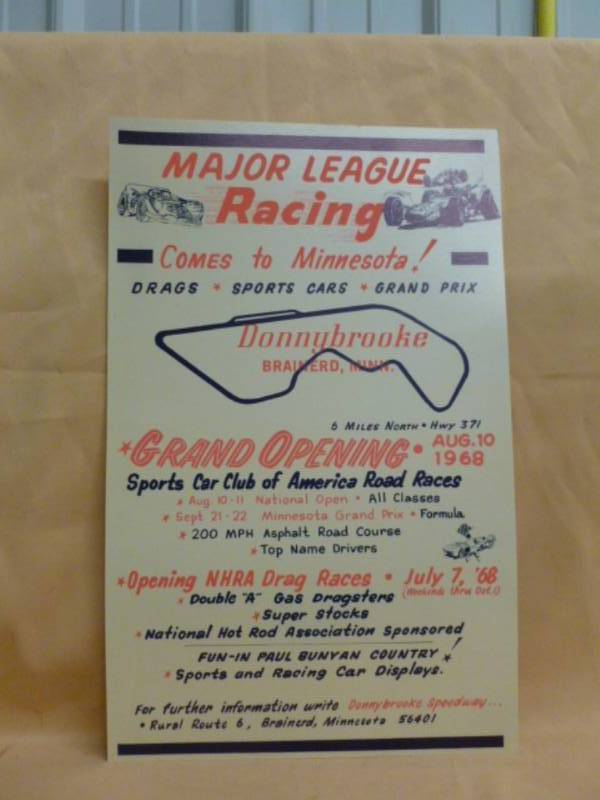 MAJOR LEAGUE
Racing
COMES to Minnesota!
DRAGS * SPORTS CARS * GRAND PRIX
Donnybrooke
BRAINERD, MINN.
6 MILES NORTH • HWY 371
*GRAND OPENING • AUG. 10 1968
Sports Car Club of America Road Races
* Aug. 10-11 National Open • All Classes
* Sept 21-22 Minnesota Grand Prix • Formula
* 200 MPH Asphalt Road Course
* Top Name Drivers
*Opening NHRA Drag Races • July 7, '68
(Weekends thru Oct.)
* Double "A" Gas Dragsters
*Super Stocks
* National Hot Rod Association Sponsored
FUN-IN PAUL BUNYAN COUNTRY!
* Sports and Racing Car Displays.
For further information write Donnybrooke Speedway...
• Rural Route 6, Brainerd, Minnesota 56401